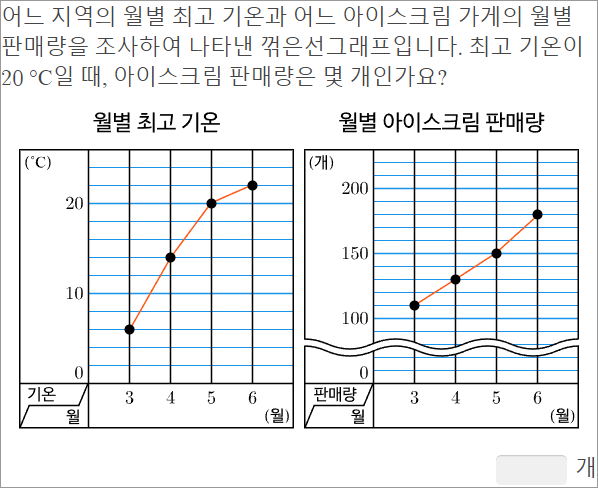 어느 지역의 월별 최고 기온과 어느 아이스크림 가게의 월별
판매량을 조사하여 나타낸 꺾은선그래프입니다. 최고 기온이
20 °C일 때, 아이스크림 판매량은 몇 개인가요?
월별 최고 기온
(°C)
20
10
0
기온
월
3 4 5 6
(월)
월별 아이스크림 판매량
(개)
200
150
100
0
판매량
월
3 4 5 6
(월)
개